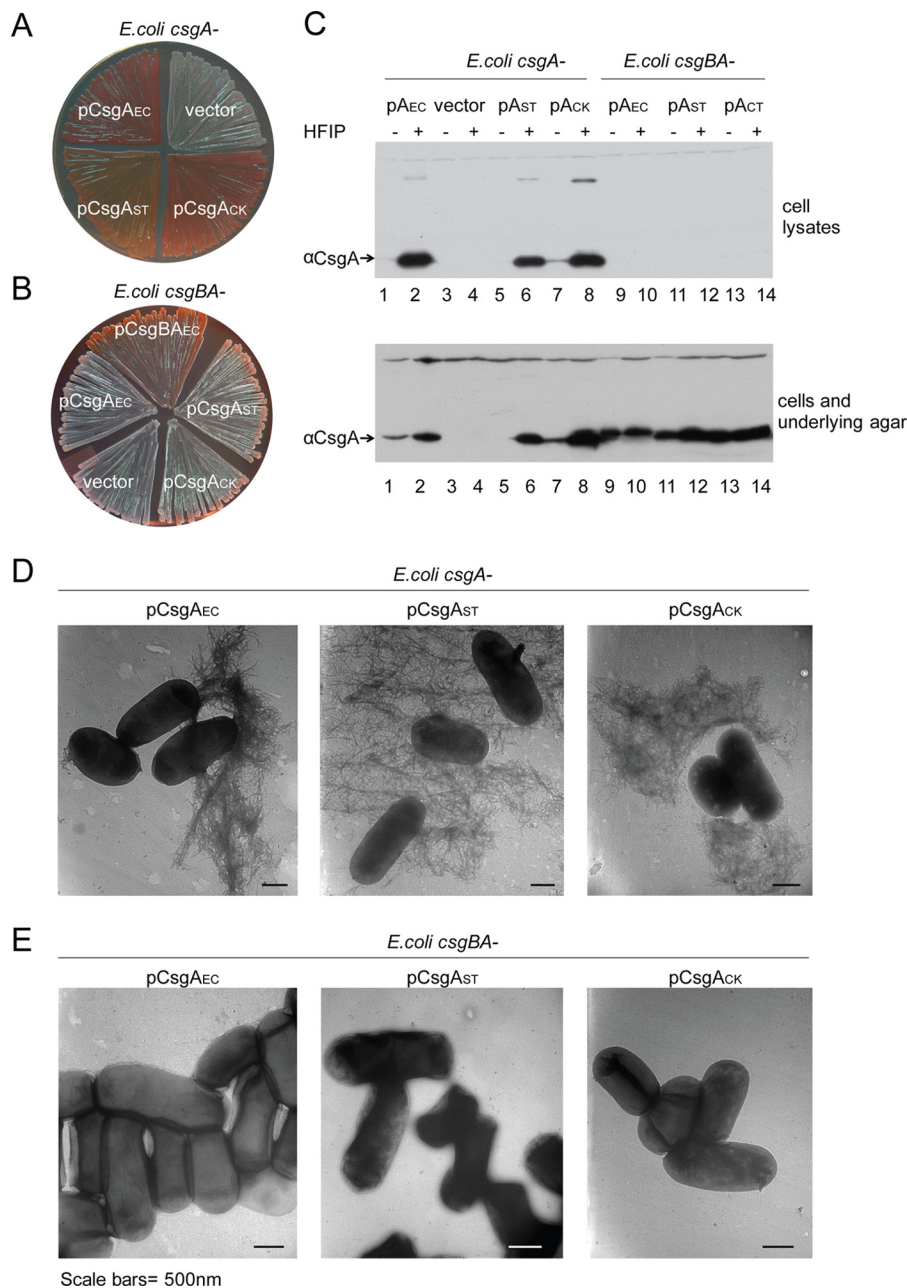 A
E.coli csgA-
pCsgAEC
vector
pCsgAST
pCsgACK
B
E.coli csgBA-
pCsgBAEC
pCsgAEC
pCsgAST
vector
pCsgACK
C
E.coli csgA- E.coli csgBA-
pAEC vector pAST pACK pAEC pAST pACT
HFIP - + - + - + - + - + - + - +
αCsgA
cell
lysates
1 2 3 4 5 6 7 8 9 10 11 12 13 14
αCsgA
cells and
underlying agar
1 2 3 4 5 6 7 8 9 10 11 12 13 14
D
E.coli csgA-
pCsgAEC pCsgAST pCsgACK
E
E.coli csgBA-
pCsgAEC pCsgAST pCsgACK
Scale bars= 500nm